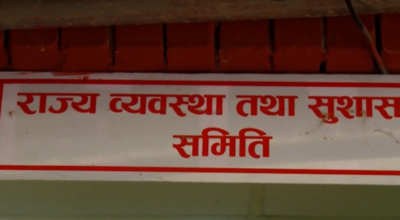 राज्य व्यवस्था तथा सुशास
समिति